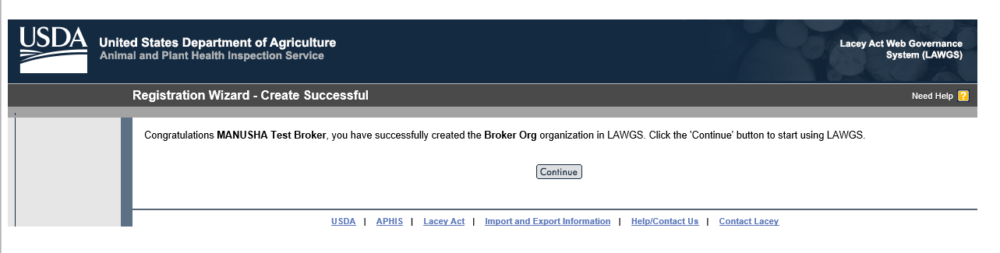 USDA
United States Department of Agriculture
Animal and Plant Health Inspection Service
Lacey Act Web Governance
System (LAWGS)
Registration Wizard - Create Successful
Need Help ?
Congratulations MANUSHA Test Broker, you have successfully created the Broker Org organization in LAWGS. Click the 'Continue' button to start using LAWGS.
Continue
USDA | APHIS | Lacey Act | Import and Export Information | Help/Contact Us | Contact Lacey